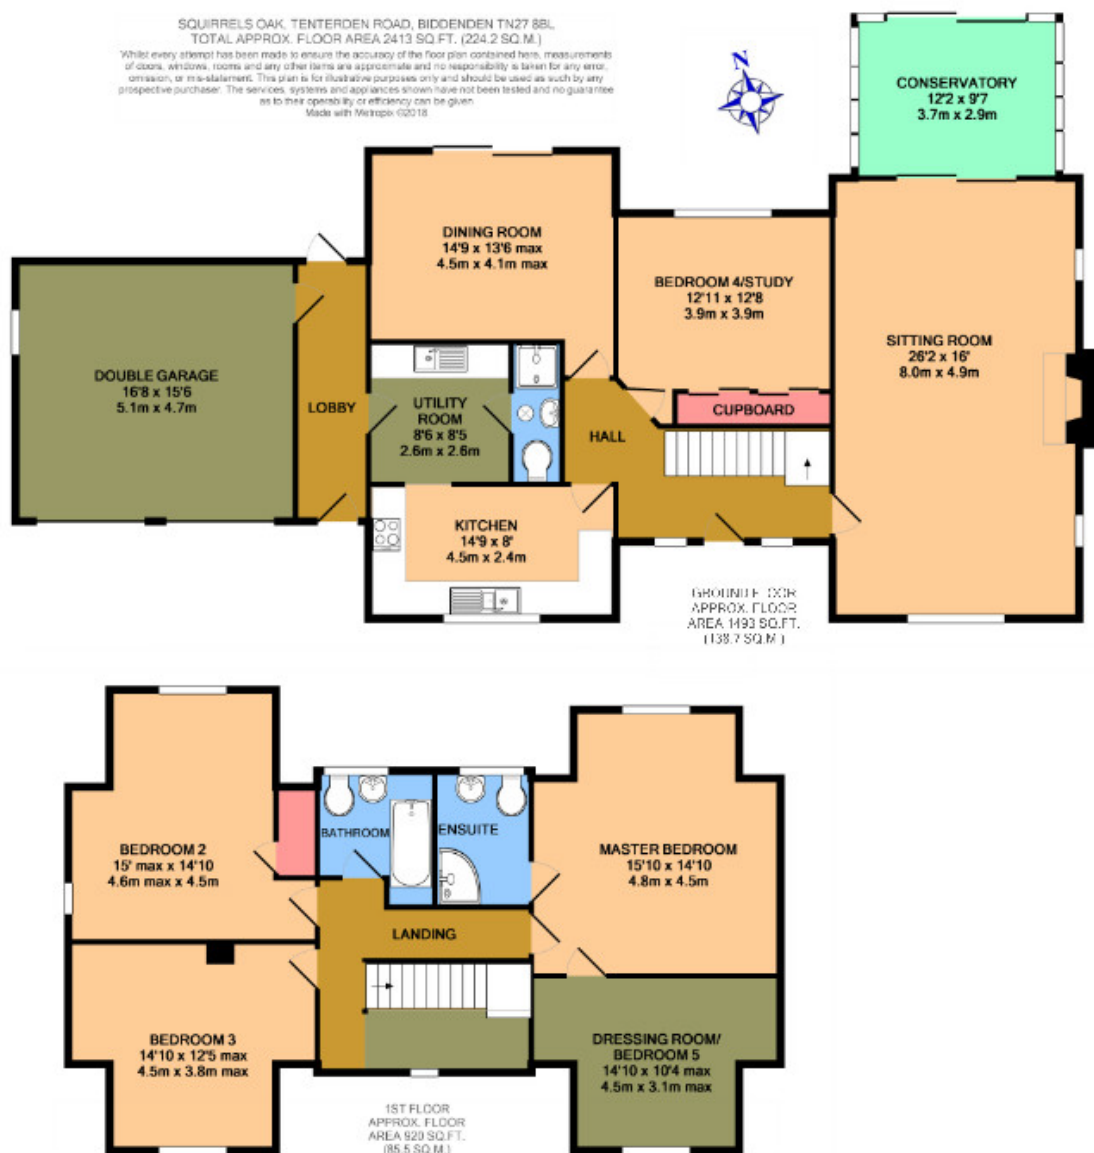 SQUIRRELS OAK, TENTERDEN ROAD, BIDDENDEN TN27 8BL
TOTAL APPROX. FLOOR AREA 2413 SQ.FT. (224.2 SQ.M.)
Whilst every attempt has been made to ensure the accuracy of the floor plan contained here, measurements
of doors, windows, rooms and any other items are approximate and no responsibility is taken for any error,
omission, or mis-statement. This plan is for illustrative purposes only and should be used as such by any
prospective purchaser. The services, systems and appliances shown have not been tested and no guarantee
as to their operability or efficiency can be given
Made with Metropix ©2018
N
CONSERVATORY
12'2 x 9'7
3.7m x 2.9m
DINING ROOM
14'9 x 13'6 max
4.5m x 4.1m max
BEDROOM 4/STUDY
12'11 x 12'8
3.9m x 3.9m
SITTING ROOM
26'2 x 16'
8.0m x 4.9m
DOUBLE GARAGE
16'8 x 15'6
5.1m x 4.7m
LOBBY
UTILITY
ROOM
8'6 x 8'5
2.6m x 2.6m
CUPBOARD
HALL
KITCHEN
14'9 x 8'
4.5m x 2.4m
GROUND FLOOR
APPROX. FLOOR
AREA 1493 SQ.FT.
(138.7 SQ.M.)
BEDROOM 2
15' max x 14'10
4.6m max x 4.5m
BATHROOM
ENSUITE
MASTER BEDROOM
15'10 x 14'10
4.8m x 4.5m
LANDING
BEDROOM 3
14'10 x 12'5 max
4.5m x 3.8m max
DRESSING ROOM/
BEDROOM 5
14'10 x 10'4 max
4.5m x 3.1m max
1ST FLOOR
APPROX. FLOOR
AREA 920 SQ.FT.
(85.5 SQ.M.)